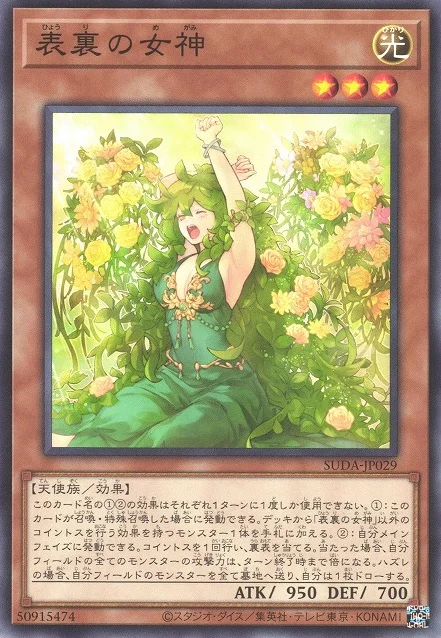 表裏の女神
光
SUDA-JP029
【天使族／効果】
このカード名の①②の効果はそれぞれ1ターンに1度しか使用できない。①：こ
のカードが召喚・特殊召喚した場合に発動できる。デッキから「表裏の女神」以外の
コイントスを行う効果を持つモンスター1体を手札に加える。②：自分メイン
フェイズに発動できる。コイントスを1回行い、裏表を当てる。当たった場合、自分
フィールドの全てのモンスターの攻撃力は、ターン終了時まで倍になる。ハズレ
の場合、自分フィールドのモンスターを全て墓地へ送り、自分は1枚ドローする。
ATK/ 950 DEF/ 700
S0915474
©スタジオ・ダイス/集英社・テレビ東京・KONAMI